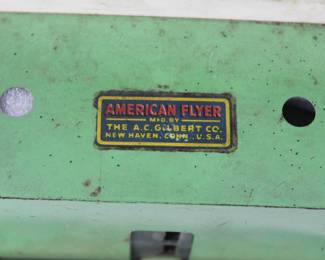 AMERICAN FLYER
MFD. BY
THE A.C. GILBERT CO.
NEW HAVEN, CONN., U.S.A.